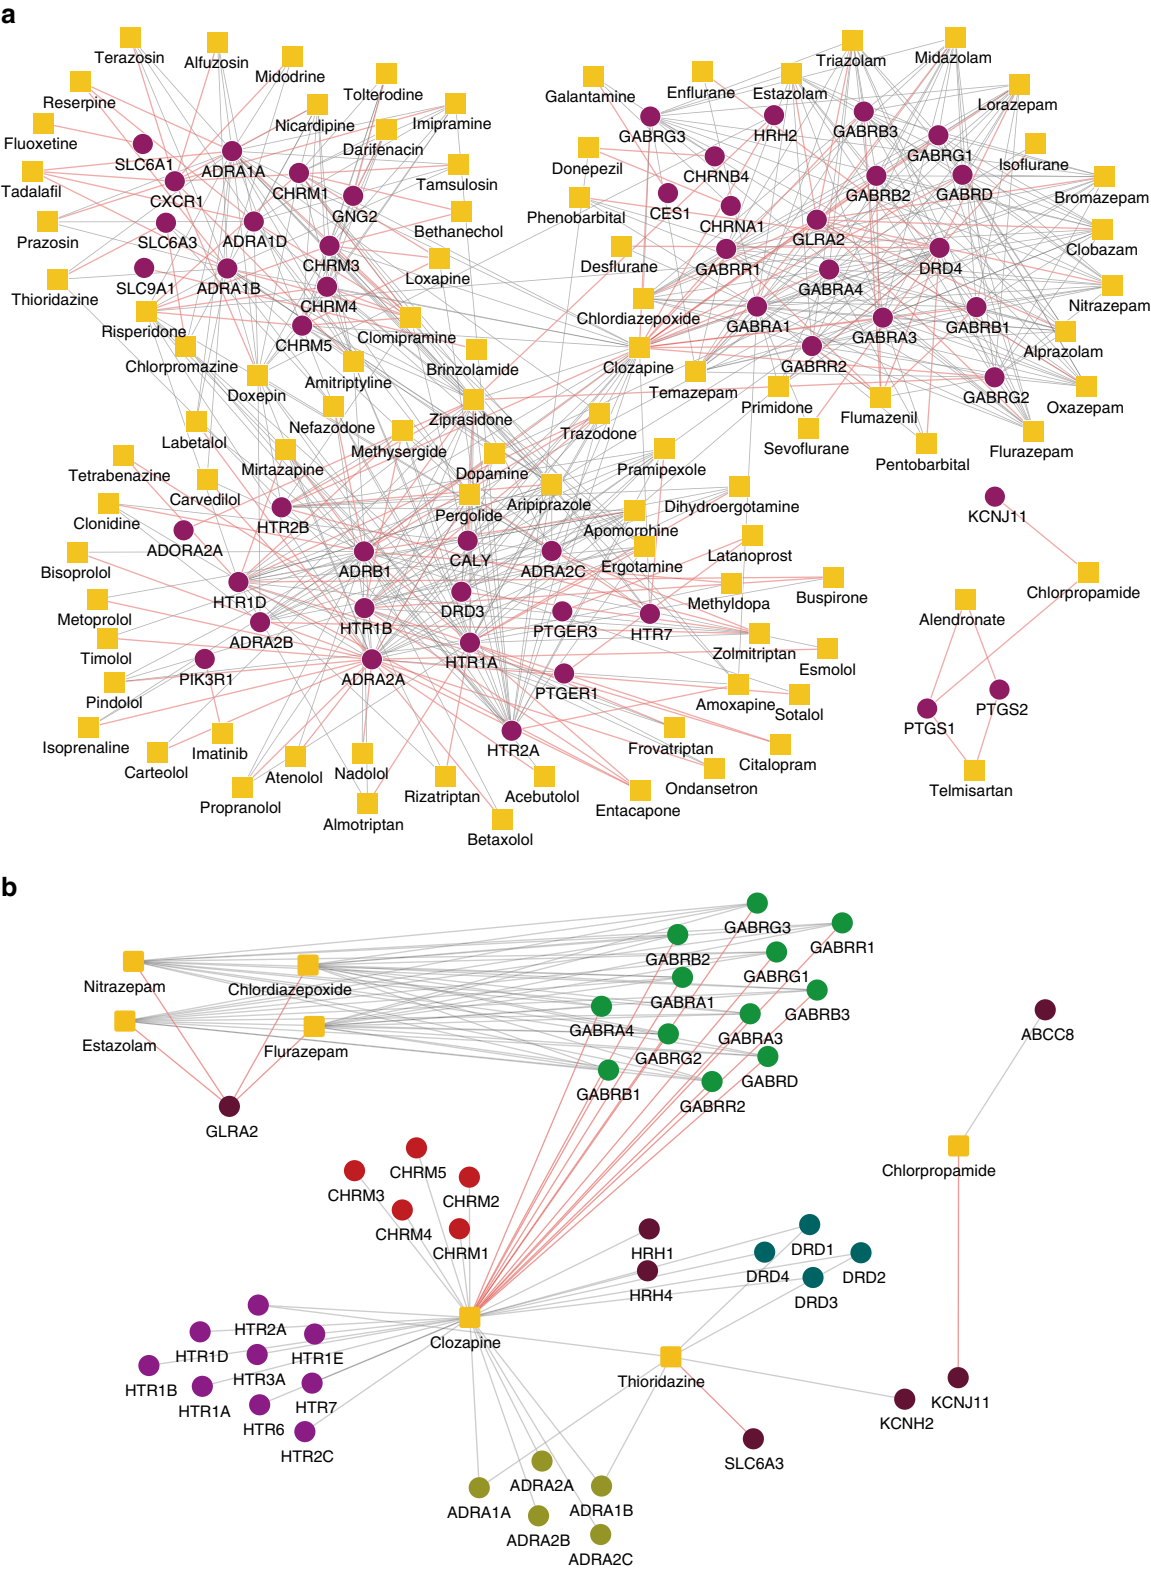 a
Terazosin
Alfuzosin
Midodrine
Tolterodine
Reserpine
Nicardipine
Imipramine
Fluoxetine
Darifenacin
SLC6A1
ADRA1A
Tadalafil
CXCR1
CHRM1
Tamsulosin
GNG2
Bethanechol
Prazosin
SLC6A3
ADRA1D
CHRM3
Loxapine
Thioridazine
SLC9A1
ADRA1B
CHRM4
Risperidone
CHRM5
Clomipramine
Chlorpromazine
Amitriptyline
Brinzolamide
Doxepin
Ziprasidone
Nefazodone
Labetalol
Methysergide
Trazodone
Mirtazapine
Dopamine
Pramipexole
Tetrabenazine
Carvedilol
Pergolide
Aripiprazole
Dihydroergotamine
Clonidine
HTR2B
Apomorphine
ADORA2A
Latanoprost
Bisoprolol
ADRB1
CALY
ADRA2C
Ergotamine
HTR1D
Methyldopa
Buspirone
Metoprolol
DRD3
ADRA2B
HTR1B
PTGER3
HTR7
Timolol
Zolmitriptan
HTR1A
Esmolol
PIK3R1
ADRA2A
Pindolol
PTGER1
Amoxapine
Sotalol
Isoprenaline
HTR2A
Frovatriptan
Imatinib
Citalopram
Carteolol
Atenolol
Nadolol
Ondansetron
Rizatriptan
Acebutolol
Propranolol
Entacapone
Almotriptan
Betaxolol
Triazolam
Midazolam
Galantamine
Enflurane
Estazolam
Lorazepam
GABRG3
HRH2
GABRB3
GABRG1
Isoflurane
Donepezil
CHRNB4
GABRB2
GABRD
Bromazepam
Phenobarbital
CES1
CHRNA1
GLRA2
Clobazam
Desflurane
GABRR1
DRD4
GABRA4
Nitrazepam
Chlordiazepoxide
GABRA1
GABRA3
GABRB1
Alprazolam
Clozapine
GABRR2
Temazepam
GABRG2
Primidone
Flumazenil
Oxazepam
Sevoflurane
Flurazepam
Pentobarbital
KCNJ11
Chlorpropamide
Alendronate
PTGS2
PTGS1
Telmisartan
b
GABRG3
GABRR1
GABRB2
GABRG1
Nitrazepam
Chlordiazepoxide
GABRA1
GABRB3
GABRA4
GABRA3
ABCC8
Estazolam
Flurazepam
GABRG2
GABRD
GABRB1
GABRR2
GLRA2
CHRM5
Chlorpropamide
CHRM3
CHRM2
CHRM4
CHRM1
HRH1
DRD1
DRD4
DRD2
HRH4
DRD3
HTR2A
Clozapine
HTR1D
HTR1E
HTR3A
Thioridazine
HTR1B
HTR1A
HTR7
KCNJ11
HTR6
KCNH2
HTR2C
SLC6A3
ADRA2A
ADRA1A
ADRA1B
ADRA2B
ADRA2C